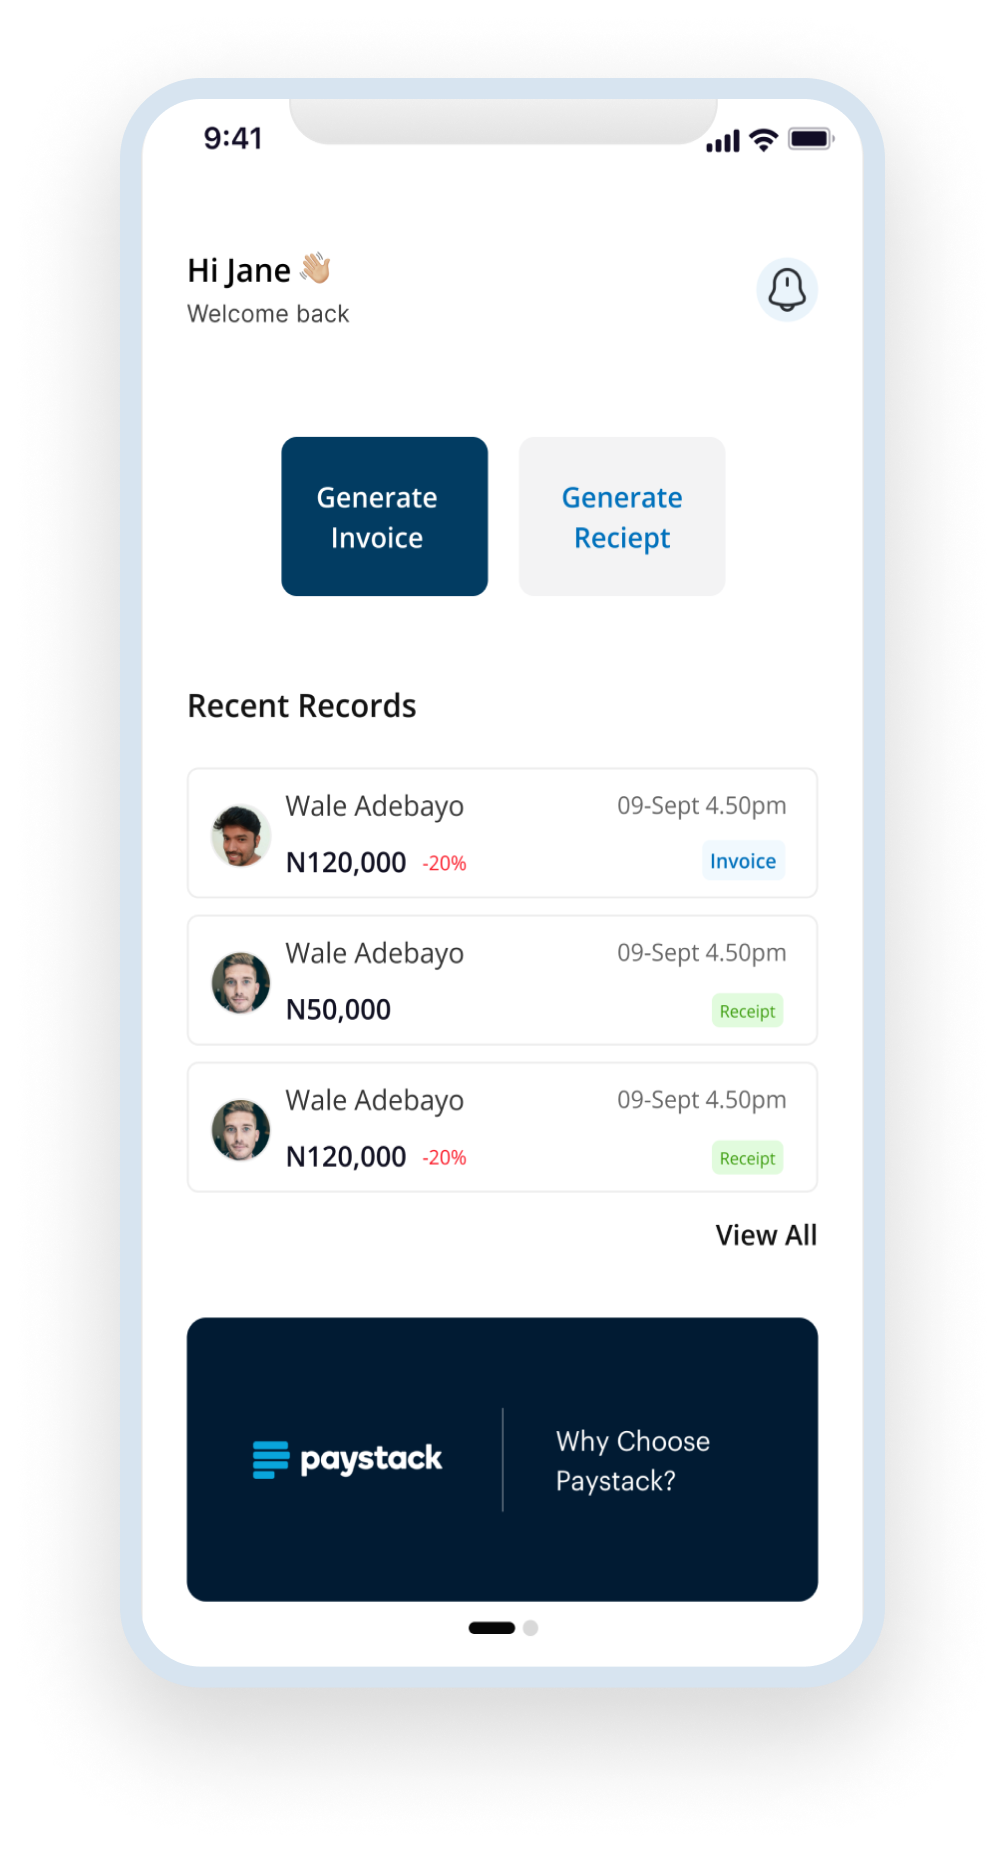 9:41
Hi Jane 👋🏼
Welcome back
Generate
Invoice
Generate
Reciept
Recent Records
Wale Adebayo
09-Sept 4.50pm
N120,000 -20%
Invoice
Wale Adebayo
09-Sept 4.50pm
N50,000
Receipt
Wale Adebayo
09-Sept 4.50pm
N120,000 -20%
Receipt
View All
paystack
Why Choose
Paystack?